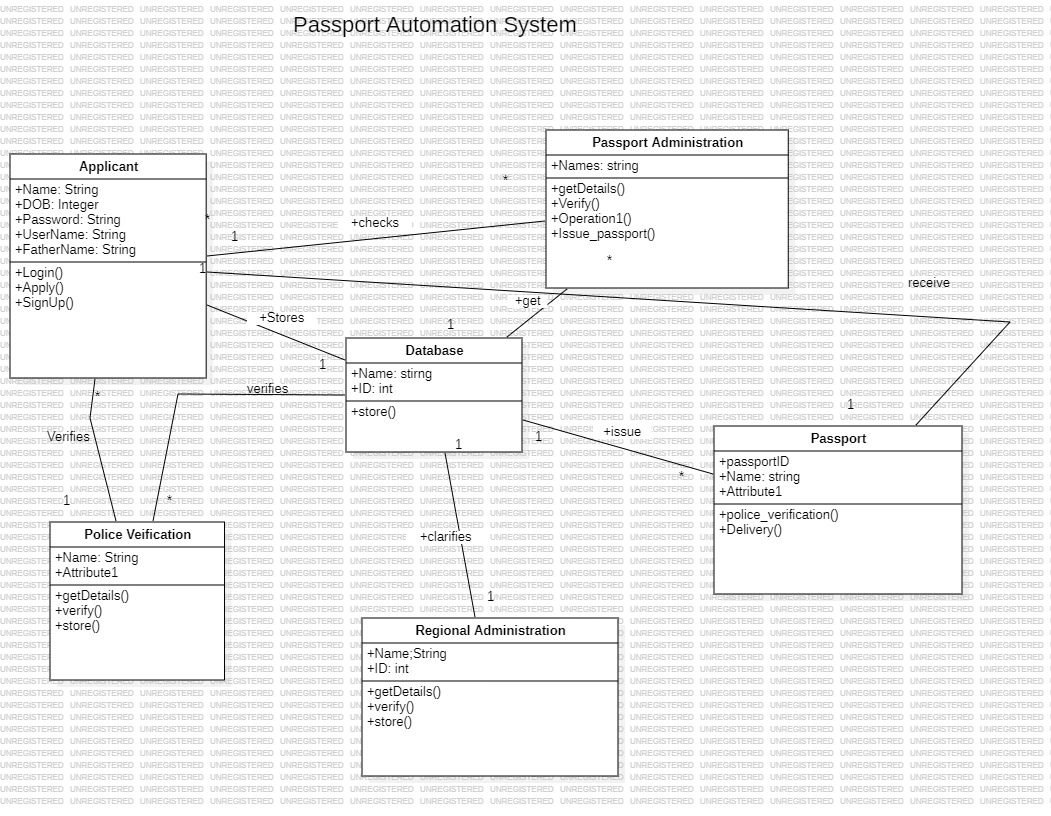 Passport Automation System
Passport Administration
+Names: string
+getDetails()
+Verify()
+Operation1()
+Issue_passport()
*
*
Applicant
+Name: String
+DOB: Integer
+Password: String
+UserName: String
+FatherName: String
+Login()
+Apply()
+SignUp()
*
1
+checks
1
receive
+get
+Stores
1
1
Database
+Name: stirng
+ID: int
+store()
1
verifies
*
Verifies
1
*
1
+issue
*
1
Passport
+passportID
+Name: string
+Attribute1
+police_verification()
+Delivery()
Police Veification
+Name: String
+Attribute1
+getDetails()
+verify()
+store()
+clarifies
1
Regional Administration
+Name;String
+ID: int
+getDetails()
+verify()
+store()
UNREGISTERED